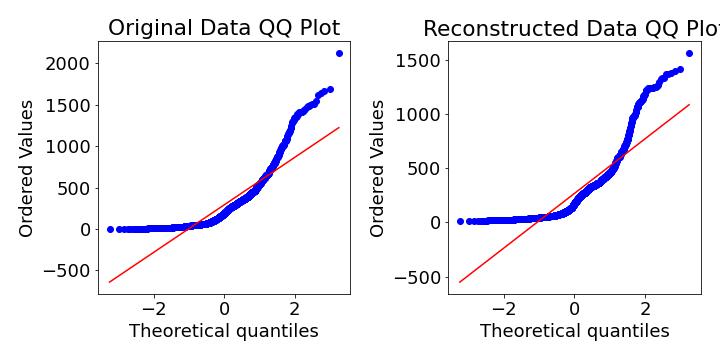 Original Data QQ Plot
2000
1500
1000
500
0
−500
−2
0
2
Ordered Values
Theoretical quantiles
Reconstructed Data QQ Plot
1500
1000
500
0
−500
−2
0
2
Ordered Values
Theoretical quantiles